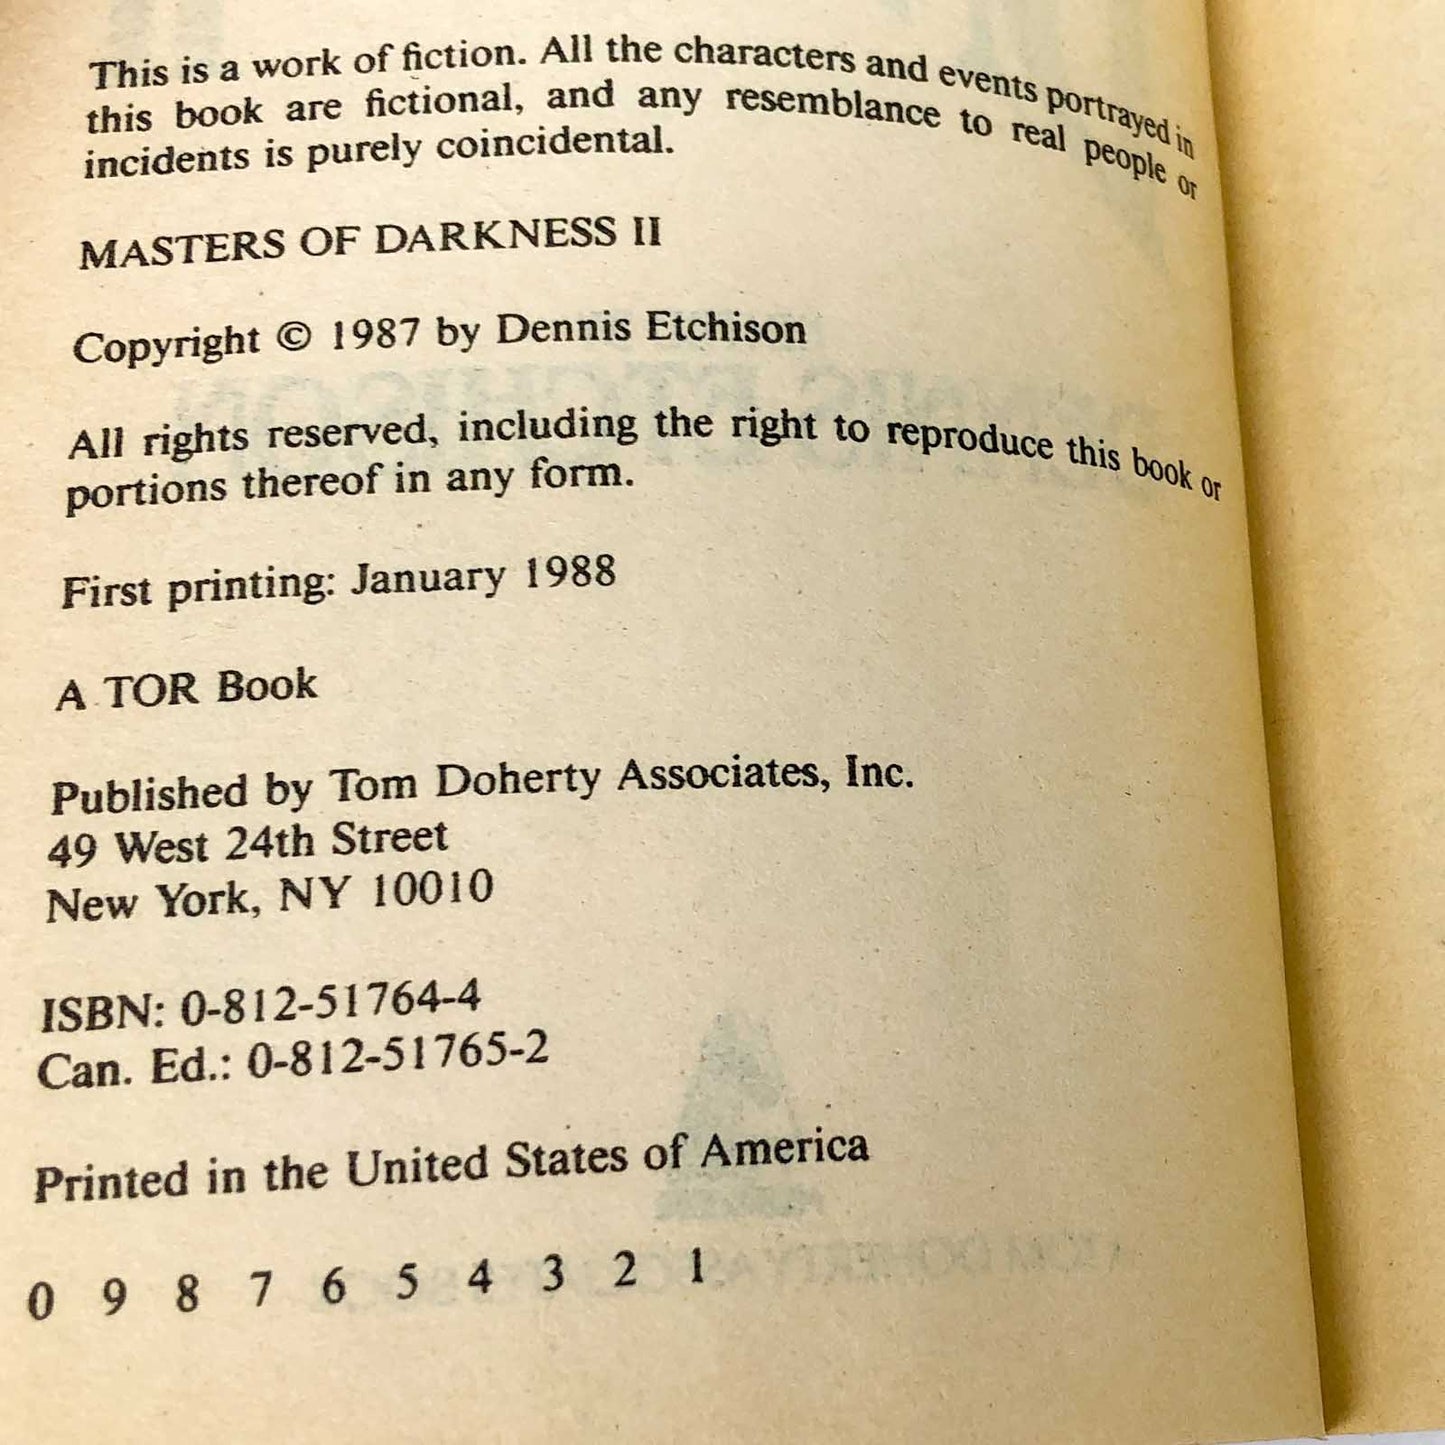 This is a work of fiction. All the characters and events portrayed in
this book are fictional, and any resemblance to real people or
incidents is purely coincidental.
MASTERS OF DARKNESS II
Copyright © 1987 by Dennis Etchison
All rights reserved, including the right to reproduce this book or
portions thereof in any form.
First printing: January 1988
A TOR Book
Published by Tom Doherty Associates, Inc.
49 West 24th Street
New York, NY 10010
ISBN: 0-812-51764-4
Can. Ed.: 0-812-51765-2
Printed in the United States of America
0 9 8 7 6 5 4 3 2 1